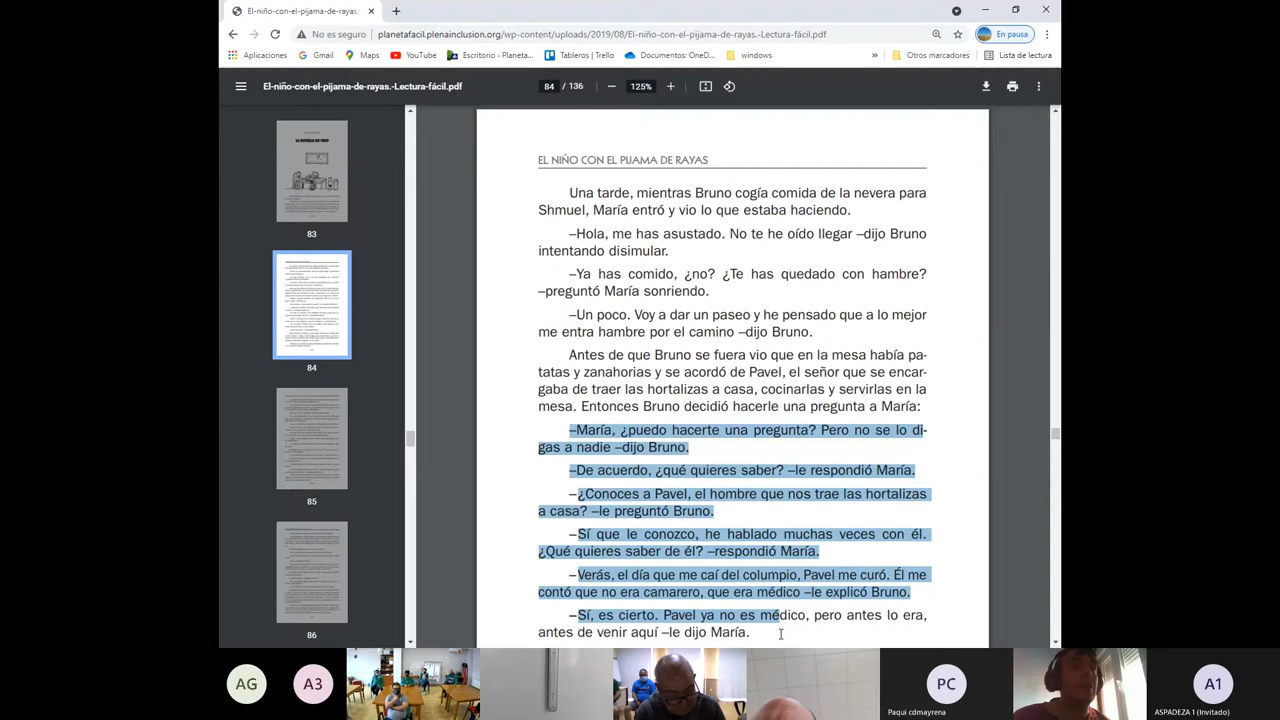 El-niño-con-el-pijama-de-rayas.-L
No es seguro
planetafacil.plenainclusion.org/wp-content/uploads/2019/08/El-niño-con-el-pijama-de-rayas.-Lectura-fácil.pdf
En pausa
Aplicaciones
Gmail
Maps
YouTube
Escritorio - Planeta...
Tableros | Trello
Documentos: OneD...
windows
»
Otros marcadores
Lista de lectura
El-niño-con-el-pijama-de-rayas.-Lectura-fácil.pdf
84 / 136
125%
83
84
85
86
EL NIÑO CON EL PIJAMA DE RAYAS
Una tarde, mientras Bruno cogía comida de la nevera para
Shmuel, María entró y vio lo que estaba haciendo.
–Hola, me has asustado. No te he oído llegar –dijo Bruno
intentando disimular.
–Ya has comido, ¿no? ¿Te has quedado con hambre?
–preguntó María sonriendo.
–Un poco. Voy a dar un paseo y he pensado que a lo mejor
me entra hambre por el camino –dijo Bruno.
Antes de que Bruno se fuera vio que en la mesa había pa-
tatas y zanahorias y se acordó de Pavel, el señor que se encar-
gaba de traer las hortalizas a casa, cocinarlas y servirlas en la
mesa. Entonces Bruno decidió hacerle una pregunta a María:
–María, ¿puedo hacerte una pregunta? Pero no se lo di-
gas a nadie –dijo Bruno.
–De acuerdo, ¿qué quieres saber? –le respondió María.
–¿Conoces a Pavel, el hombre que nos trae las hortalizas
a casa? –le preguntó Bruno.
–Sí que le conozco, he hablado muchas veces con él.
¿Qué quieres saber de él? –respondió María.
–Verás, el día que me caí del columpio, Pavel me curó. Él me
contó que no era camarero, que era médico –le explicó Bruno.
–Sí, es cierto. Pavel ya no es médico, pero antes lo era,
antes de venir aquí –le dijo María.
AG
A3
PC
Paqui cdmayrena
A1
ASPADEZA 1 (Invitado)